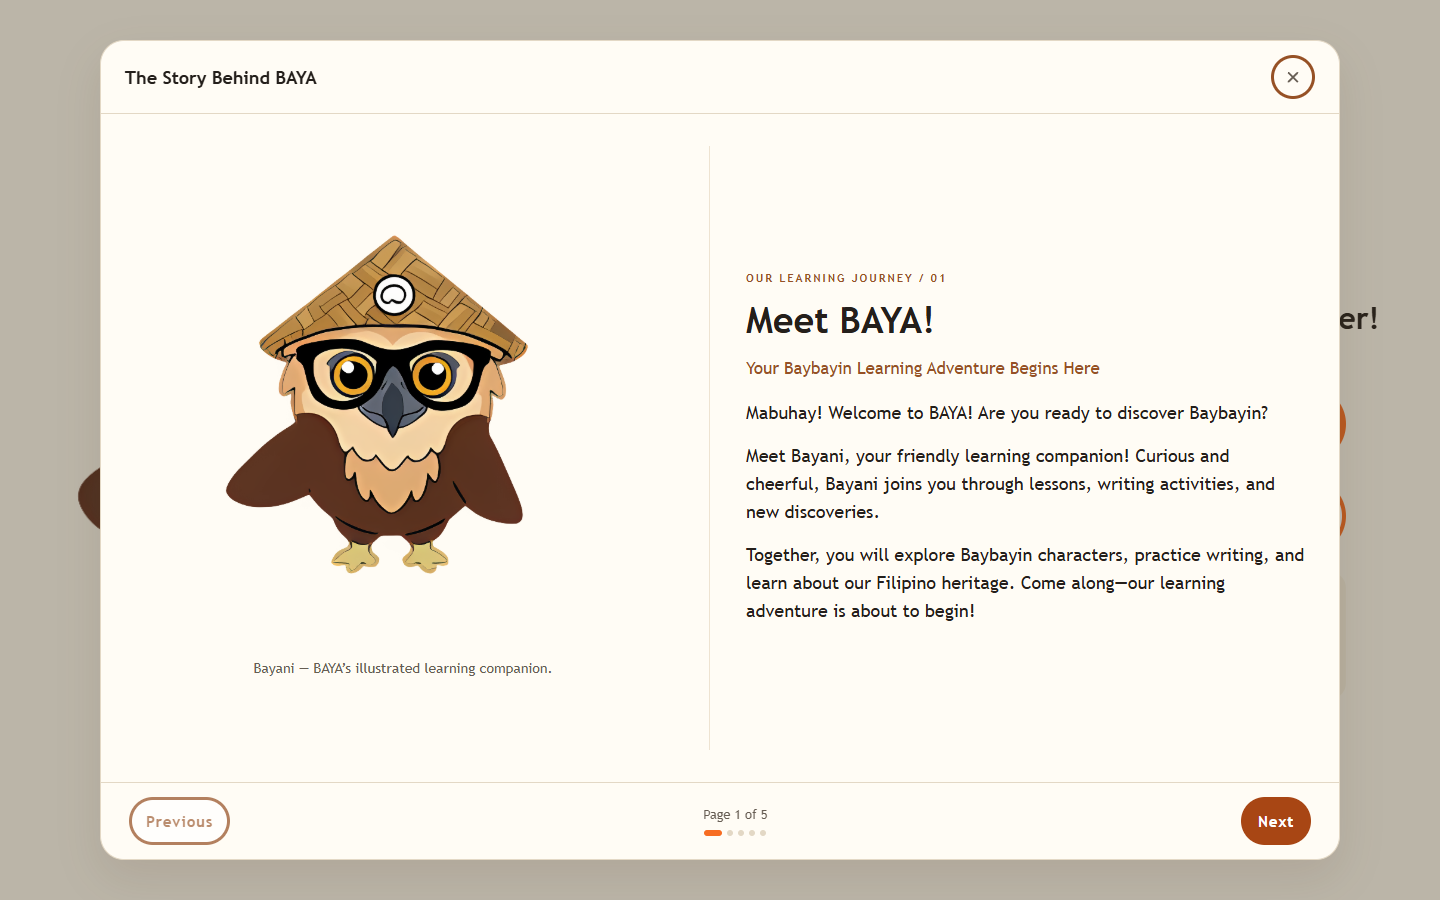 The Story Behind BAYA
OUR LEARNING JOURNEY / 01
Meet BAYA!
Your Baybayin Learning Adventure Begins Here
Mabuhay! Welcome to BAYA! Are you ready to discover Baybayin?
Meet Bayani, your friendly learning companion! Curious and
cheerful, Bayani joins you through lessons, writing activities, and
new discoveries.
Together, you will explore Baybayin characters, practice writing, and
learn about our Filipino heritage. Come along—our learning
adventure is about to begin!
Bayani — BAYA’s illustrated learning companion.
er!
Previous
Page 1 of 5
Next